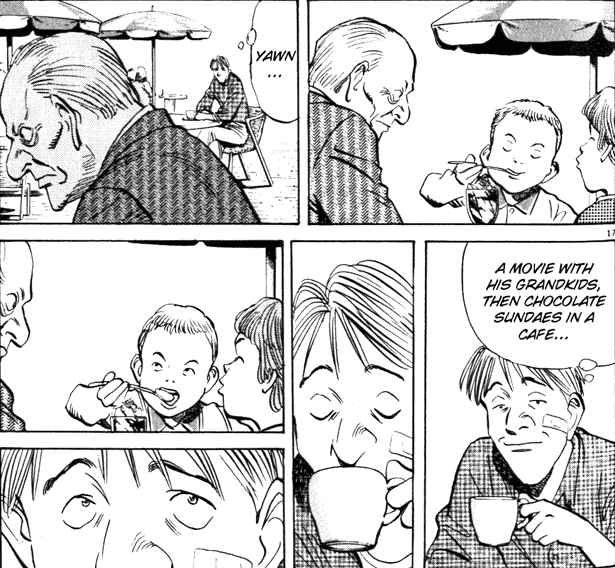 YAWN
...
17
A MOVIE WITH
HIS GRANDKIDS,
THEN CHOCOLATE
SUNDAES IN A
CAFE...